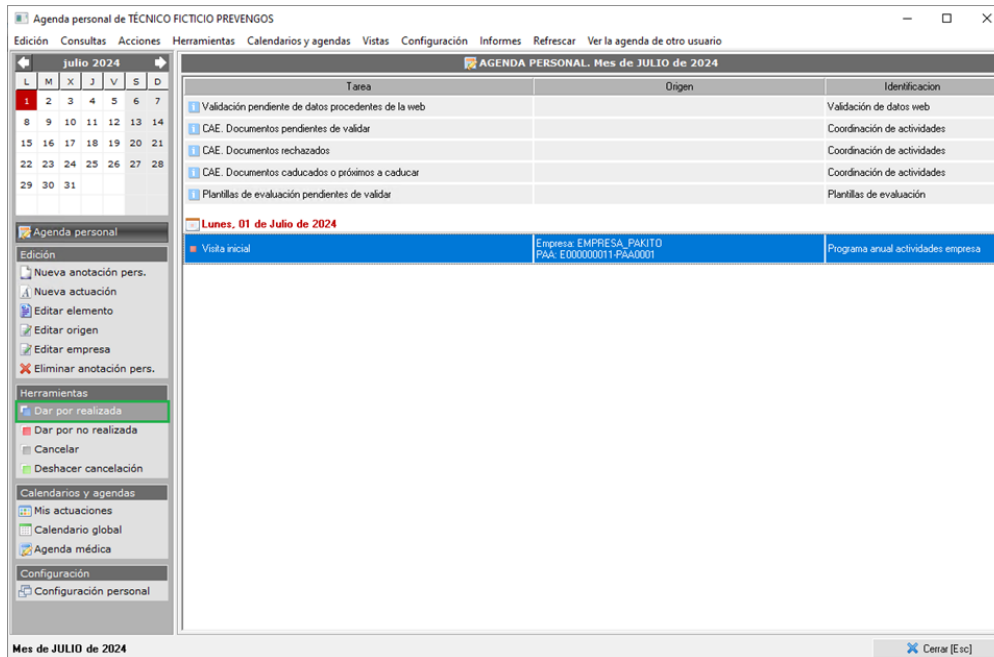 Agenda personal de TÉCNICO FICTICIO PREVENGOS
Edición Consultas Acciones Herramientas Calendarios y agendas Vistas Configuración Informes Refrescar Ver la agenda de otro usuario
julio 2024
L M X J V S D
1 2 3 4 5 6 7
8 9 10 11 12 13 14
15 16 17 18 19 20 21
22 23 24 25 26 27 28
29 30 31
Agenda personal
Edición
Nueva anotación pers.
Nueva actuación
Editar elemento
Editar origen
Editar empresa
Eliminar anotación pers.
Herramientas
Dar por realizada
Dar por no realizada
Cancelar
Deshacer cancelación
Calendarios y agendas
Mis actuaciones
Calendario global
Agenda médica
Configuración
Configuración personal
AGENDA PERSONAL. Mes de JULIO de 2024
Tarea Origen Identificacion
Validación pendiente de datos procedentes de la web Validación de datos web
CAE. Documentos pendientes de validar Coordinación de actividades
CAE. Documentos rechazados Coordinación de actividades
CAE. Documentos caducados o próximos a caducar Coordinación de actividades
Plantillas de evaluación pendientes de validar Plantillas de evaluación
Lunes, 01 de Julio de 2024
Visita inicial Empresa: EMPRESA_PAKITO Programa anual actividades empresa
PAA: E000000011-PAA0001
Mes de JULIO de 2024 Cerrar [Esc]